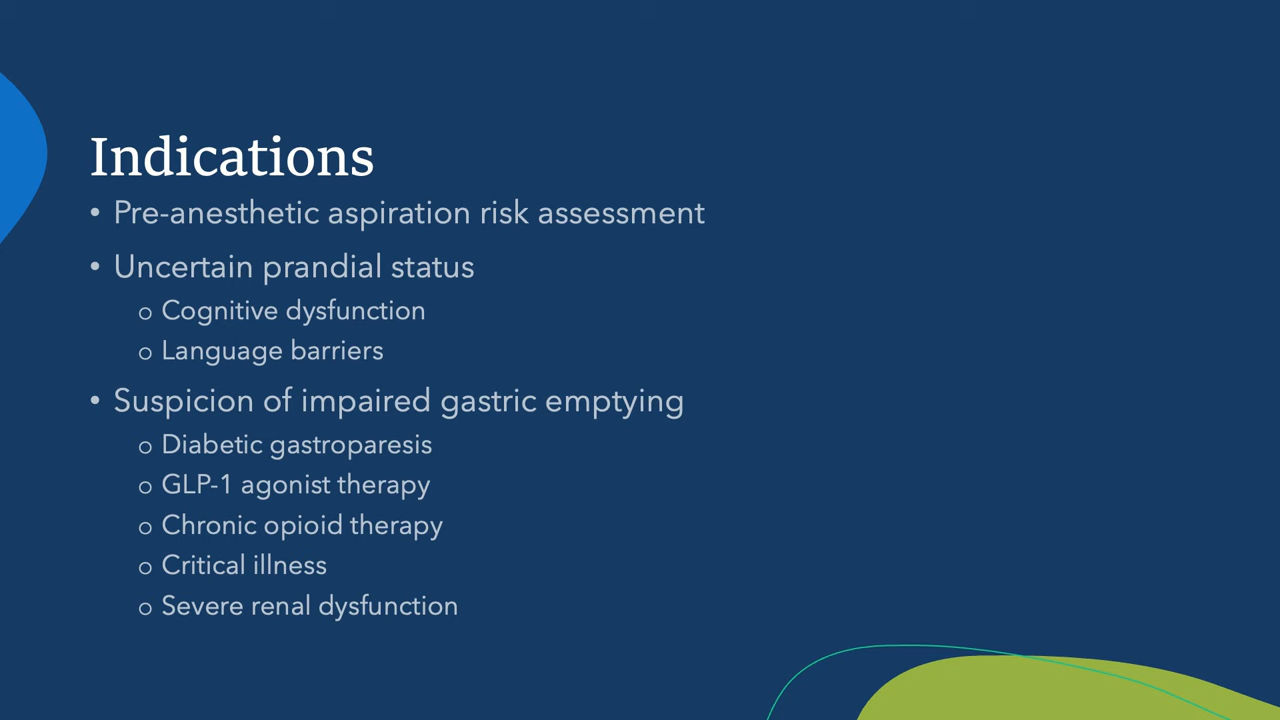 Indications
• Pre-anesthetic aspiration risk assessment
• Uncertain prandial status
o Cognitive dysfunction
o Language barriers
• Suspicion of impaired gastric emptying
o Diabetic gastroparesis
o GLP-1 agonist therapy
o Chronic opioid therapy
o Critical illness
o Severe renal dysfunction